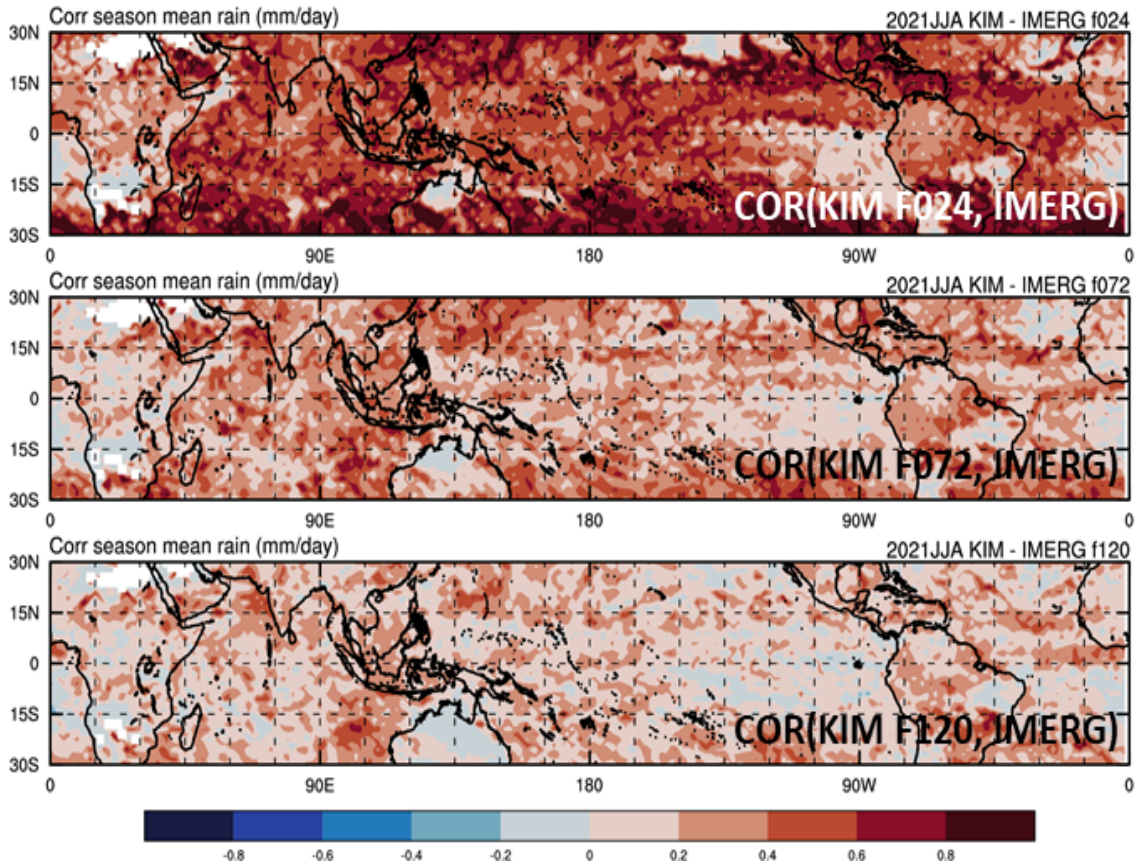 Corr season mean rain (mm/day) 2021JJA KIM - IMERG f024
30N
15N
0
15S
30S
COR(KIM F024, IMERG)
0 90E 180 90W 0
Corr season mean rain (mm/day) 2021JJA KIM - IMERG f072
30N
15N
0
15S
30S
COR(KIM F072, IMERG)
0 90E 180 90W 0
Corr season mean rain (mm/day) 2021JJA KIM - IMERG f120
30N
15N
0
15S
30S
COR(KIM F120, IMERG)
0 90E 180 90W 0
-0.8 -0.6 -0.4 -0.2 0 0.2 0.4 0.6 0.8